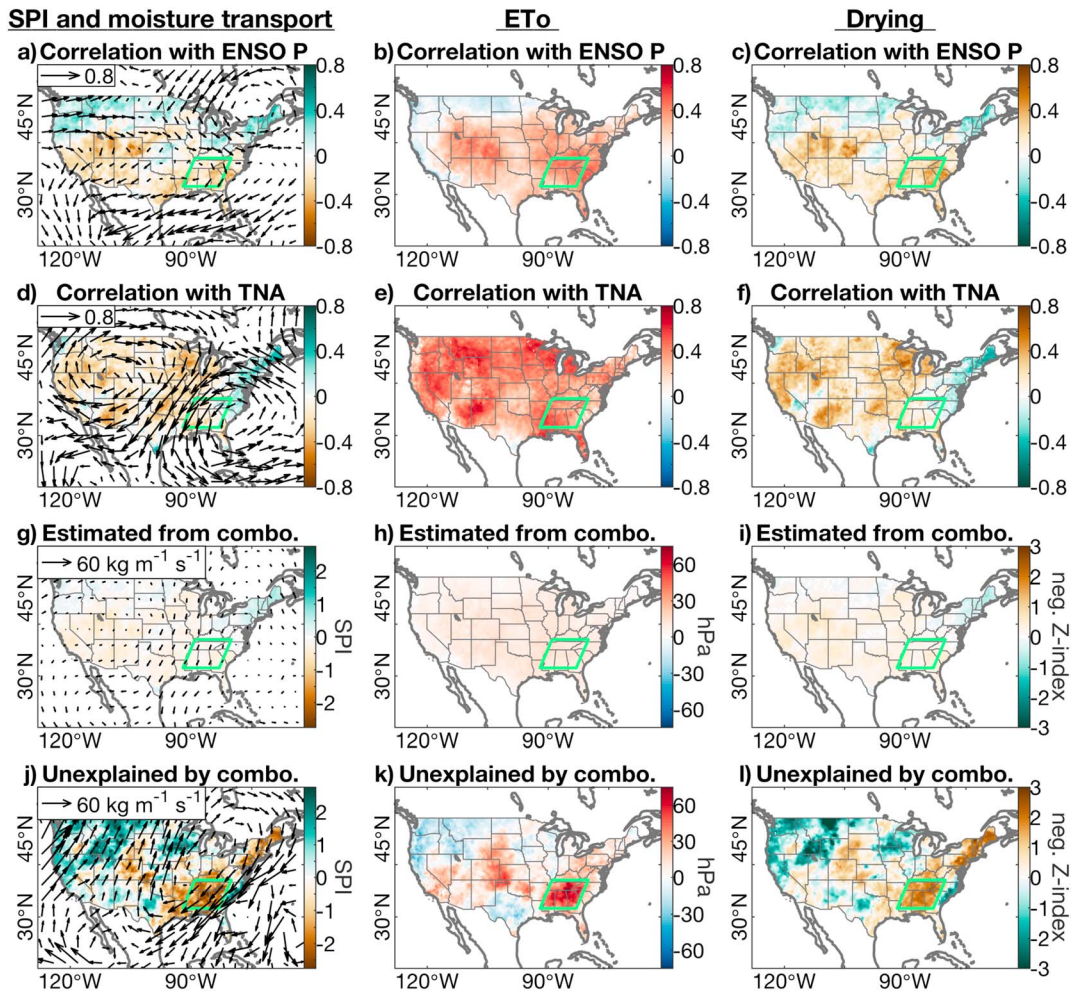 SPI and moisture transport ETo Drying
a) Correlation with ENSO P b) Correlation with ENSO P c) Correlation with ENSO P
0.8 0.8 0.8 0.8
45°N 0.4 45°N 0.4 45°N 0.4
0 0 0
30°N -0.4 30°N -0.4 30°N -0.4
-0.8 -0.8 -0.8
120°W 90°W 120°W 90°W 120°W 90°W
d) Correlation with TNA e) Correlation with TNA f) Correlation with TNA
0.8 0.8 0.8 0.8
45°N 0.4 45°N 0.4 45°N 0.4
0 0 0
30°N -0.4 30°N -0.4 30°N -0.4
-0.8 -0.8 -0.8
120°W 90°W 120°W 90°W 120°W 90°W
g) Estimated from combo. h) Estimated from combo. i) Estimated from combo.
60 kg m⁻¹ s⁻¹ 3
2 60 2
45°N 1 45°N 30 45°N 1
0 SPI 0 hPa 0 neg. Z-index
30°N -1 30°N -30 30°N -1
-2 -60 -2
-3
120°W 90°W 120°W 90°W 120°W 90°W
j) Unexplained by combo. k) Unexplained by combo. l) Unexplained by combo.
60 kg m⁻¹ s⁻¹ 3
2 60 2
45°N 1 45°N 30 45°N 1
0 SPI 0 hPa 0 neg. Z-index
30°N -1 30°N -30 30°N -1
-2 -60 -2
-3
120°W 90°W 120°W 90°W 120°W 90°W